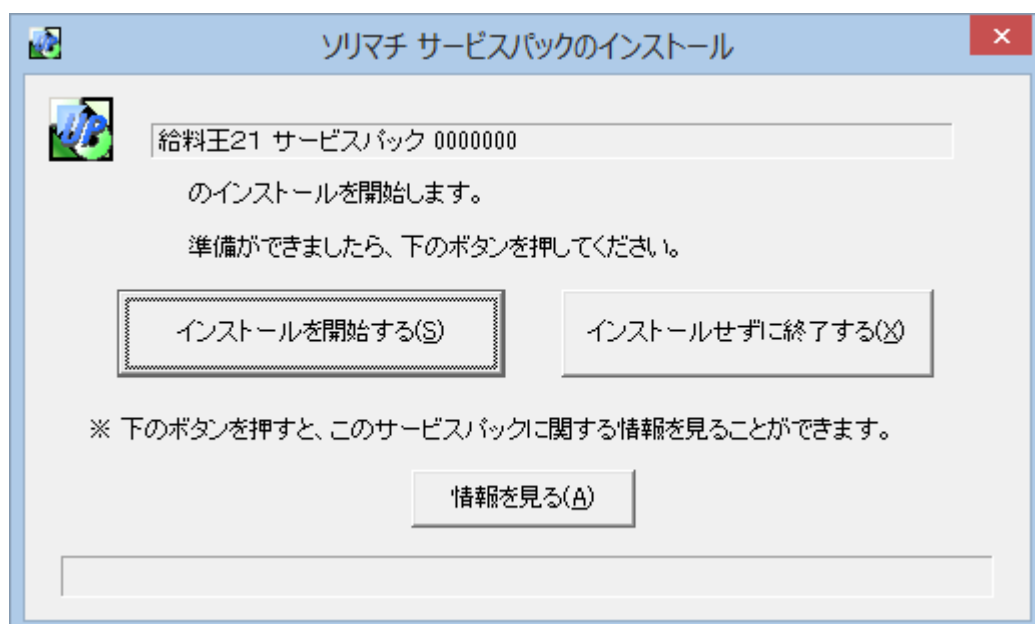 ソリマチ サービスパックのインストール
UP
給料王21 サービスパック 0000000
のインストールを開始します。
準備ができましたら、下のボタンを押してください。
インストールを開始する(S)
インストールせずに終了する(X)
※ 下のボタンを押すと、このサービスパックに関する情報を見ることができます。
情報を見る(A)